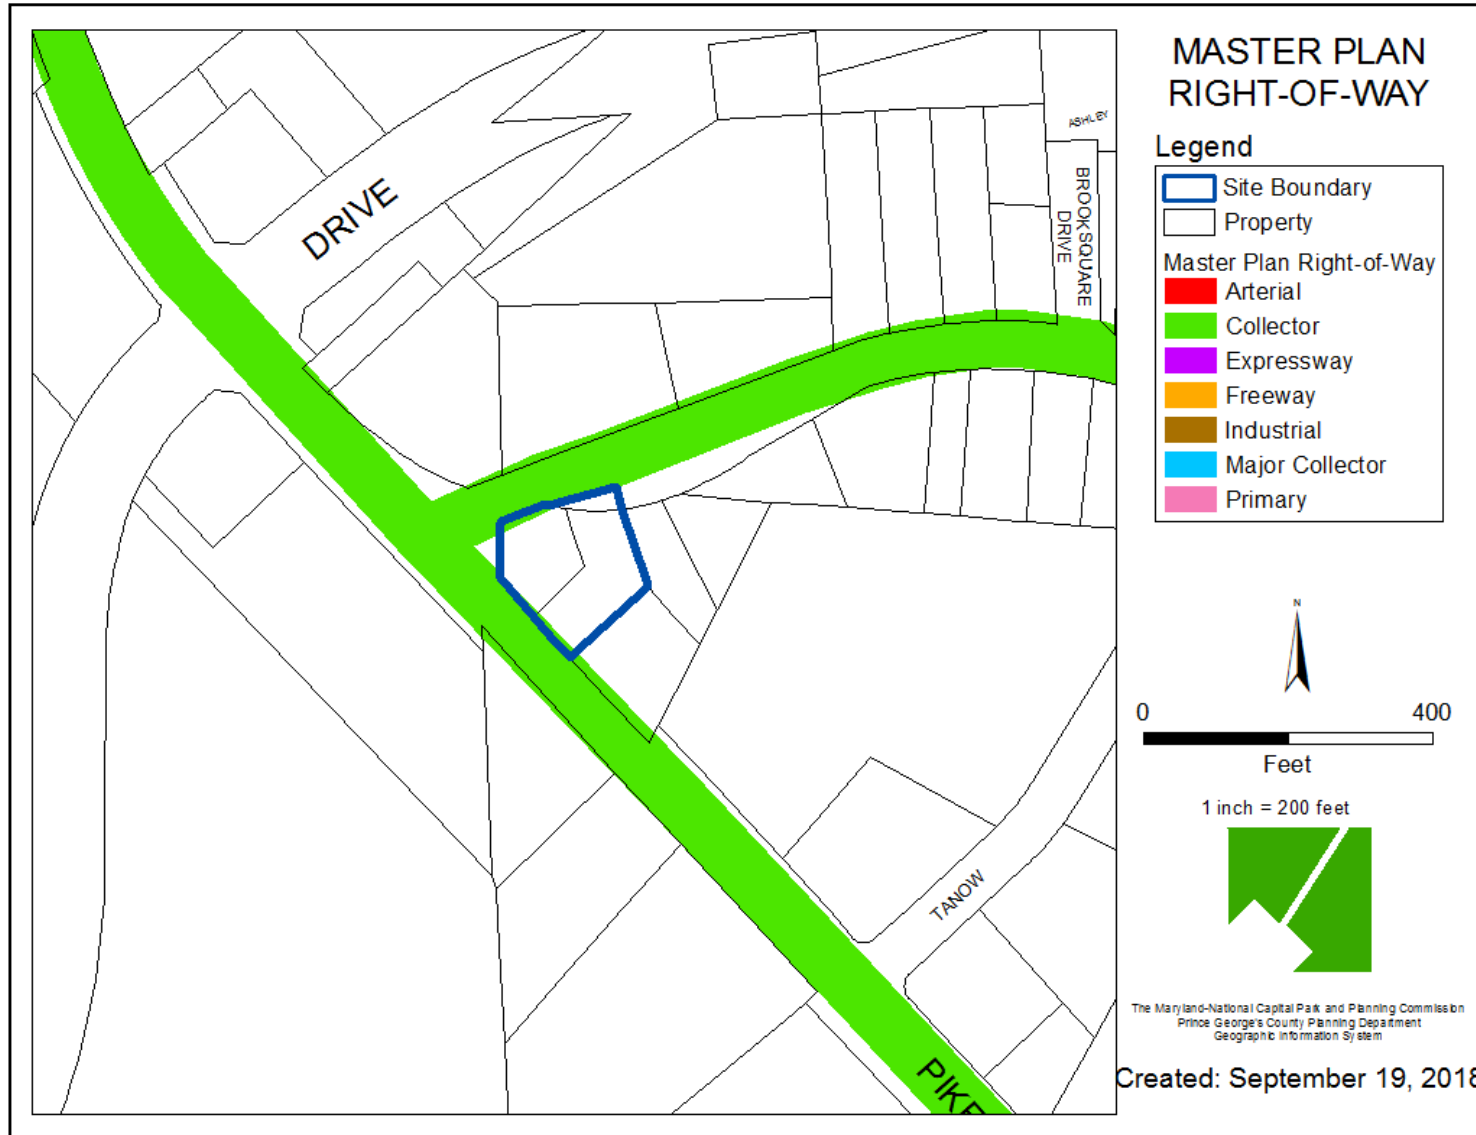 MASTER PLAN
RIGHT-OF-WAY
Legend
Site Boundary
Property
Master Plan Right-of-Way
Arterial
Collector
Expressway
Freeway
Industrial
Major Collector
Primary
DRIVE
ASHLEY
BROOKSQUARE
DRIVE
TANOW
PIKE
N
0 400
Feet
1 inch = 200 feet
The Maryland-National Capital Park and Planning Commission
Prince George's County Planning Department
Geographic Information System
Created: September 19, 2018